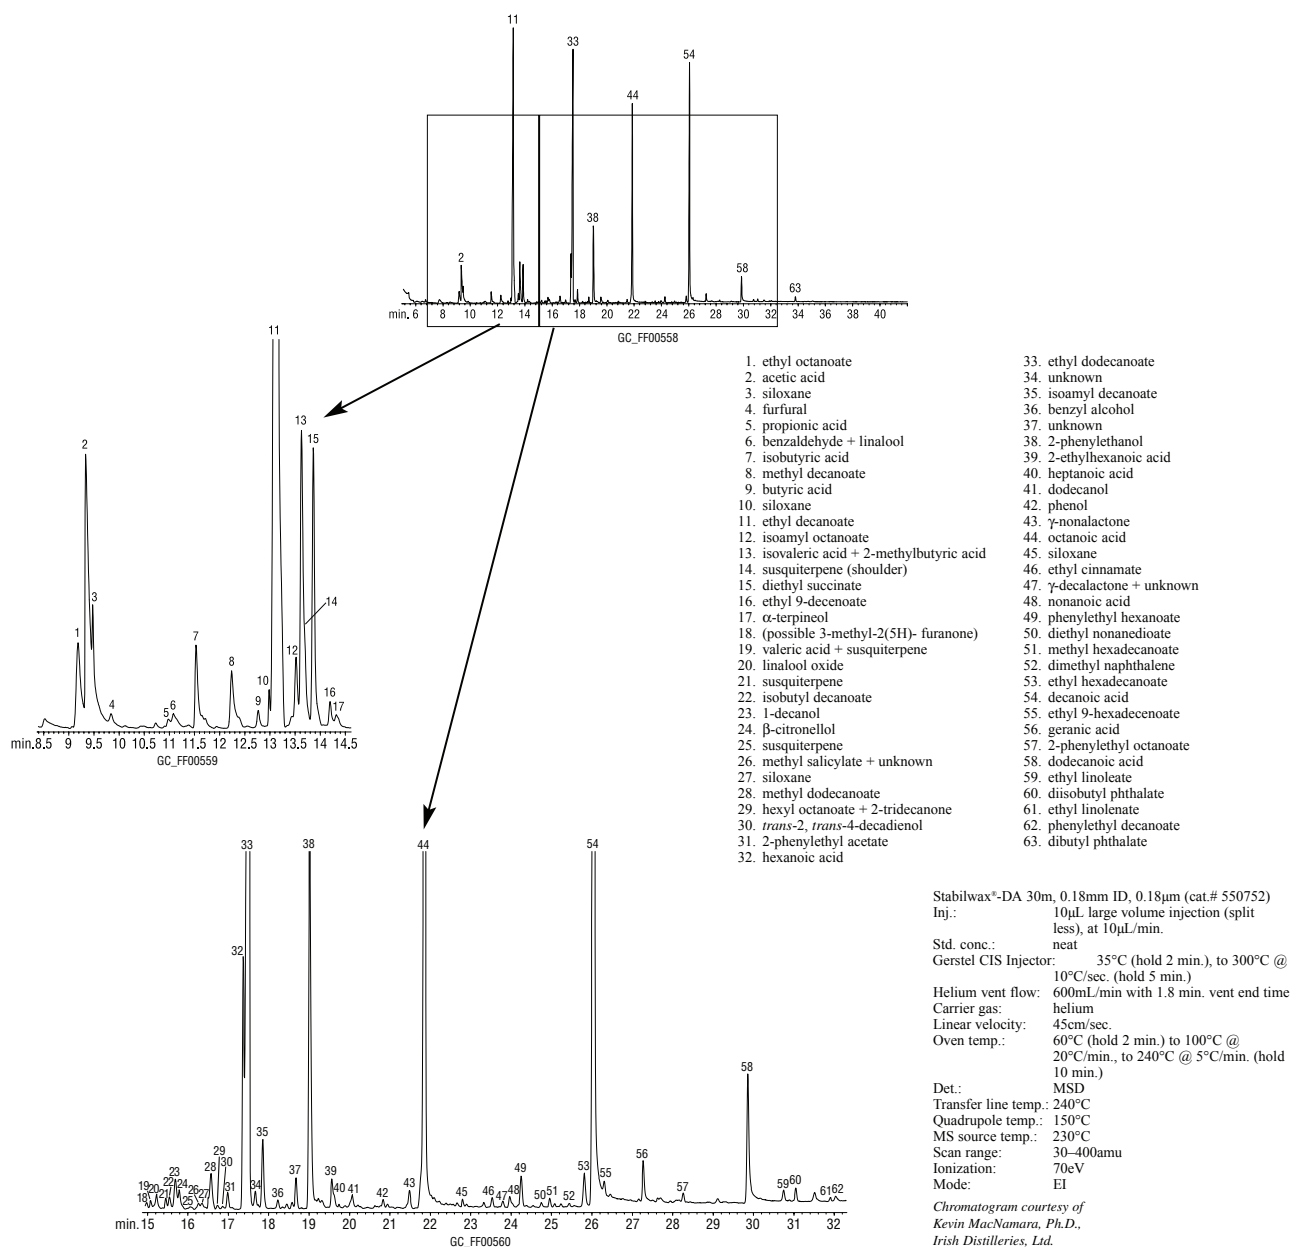 11
33
54
44
38
2
58
63
min. 6 8 10 12 14 16 18 20 22 24 26 28 30 32 34 36 38 40
GC_FF00558
11
13
15
2
3
14
1
7
12
8
10
16
4
5 6
9
17
min. 8.5 9 9.5 10 10.5 11 11.5 12 12.5 13 13.5 14 14.5
GC_FF00559
1. ethyl octanoate
2. acetic acid
3. siloxane
4. furfural
5. propionic acid
6. benzaldehyde + linalool
7. isobutyric acid
8. methyl decanoate
9. butyric acid
10. siloxane
11. ethyl decanoate
12. isoamyl octanoate
13. isovaleric acid + 2-methylbutyric acid
14. susquiterpene (shoulder)
15. diethyl succinate
16. ethyl 9-decenoate
17. α-terpineol
18. (possible 3-methyl-2(5H)- furanone)
19. valeric acid + susquiterpene
20. linalool oxide
21. susquiterpene
22. isobutyl decanoate
23. 1-decanol
24. β-citronellol
25. susquiterpene
26. methyl salicylate + unknown
27. siloxane
28. methyl dodecanoate
29. hexyl octanoate + 2-tridecanone
30. trans-2, trans-4-decadienol
31. 2-phenylethyl acetate
32. hexanoic acid
33. ethyl dodecanoate
34. unknown
35. isoamyl decanoate
36. benzyl alcohol
37. unknown
38. 2-phenylethanol
39. 2-ethylhexanoic acid
40. heptanoic acid
41. dodecanol
42. phenol
43. γ-nonalactone
44. octanoic acid
45. siloxane
46. ethyl cinnamate
47. γ-decalactone + unknown
48. nonanoic acid
49. phenylethyl hexanoate
50. diethyl nonanedioate
51. methyl hexadecanoate
52. dimethyl naphthalene
53. ethyl hexadecanoate
54. decanoic acid
55. ethyl 9-hexadecenoate
56. geranic acid
57. 2-phenylethyl octanoate
58. dodecanoic acid
59. ethyl linoleate
60. diisobutyl phthalate
61. ethyl linolenate
62. phenylethyl decanoate
63. dibutyl phthalate
33 38 44 54
32
58
35
29
30
23
28
22
19
20
18
21
24
25
26
27
31
34
36
37
39
40
41
42
43
45
46
47
48
49
50
51
52
53
55
56
57
59
60
61 62
min. 15 16 17 18 19 20 21 22 23 24 25 26 27 28 29 30 31 32
GC_FF00560
Stabilwax®-DA 30m, 0.18mm ID, 0.18µm (cat.# 550752)
Inj.: 10µL large volume injection (split
less), at 10µL/min.
Std. conc.: neat
Gerstel CIS Injector: 35°C (hold 2 min.), to 300°C @
10°C/sec. (hold 5 min.)
Helium vent flow: 600mL/min with 1.8 min. vent end time
Carrier gas: helium
Linear velocity: 45cm/sec.
Oven temp.: 60°C (hold 2 min.) to 100°C @
20°C/min., to 240°C @ 5°C/min. (hold
10 min.)
Det.: MSD
Transfer line temp.: 240°C
Quadrupole temp.: 150°C
MS source temp.: 230°C
Scan range: 30–400amu
Ionization: 70eV
Mode: EI
Chromatogram courtesy of
Kevin MacNamara, Ph.D.,
Irish Distilleries, Ltd.